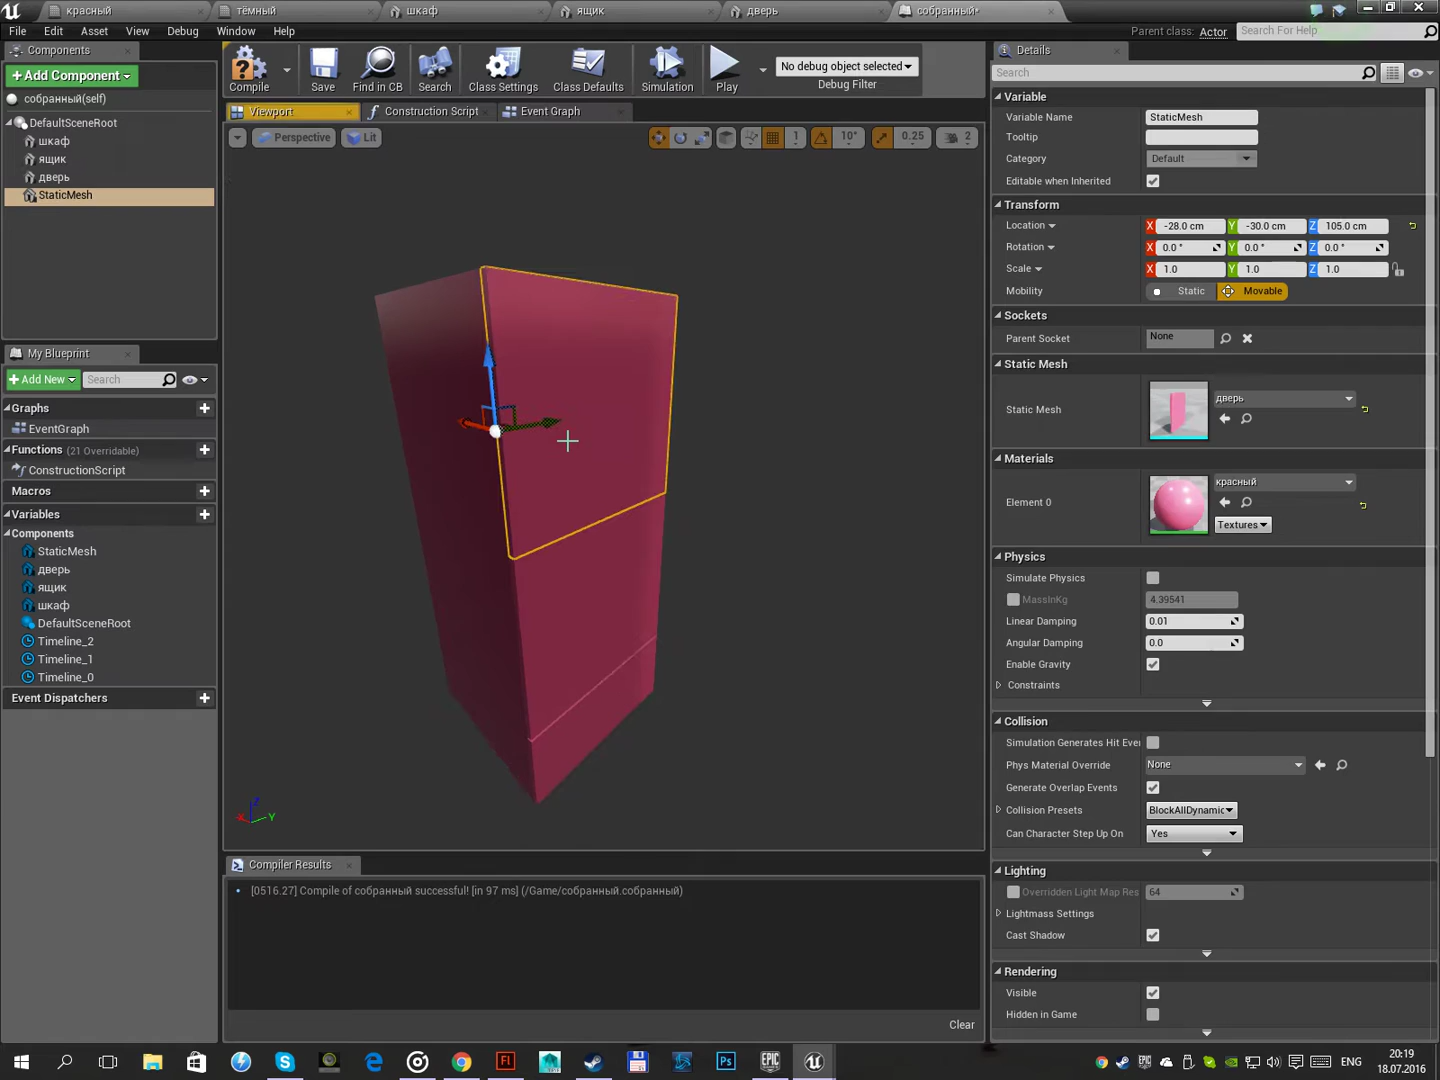 красный
тёмный
шкаф
ящик
дверь
собранный*
File Edit Asset View Debug Window Help
Parent class: Actor
Search For Help
Components
+ Add Component
собранный(self)
DefaultSceneRoot
шкаф
ящик
дверь
StaticMesh
Compile
Save
Find in CB
Search
Class Settings
Class Defaults
Simulation
Play
No debug object selected
Debug Filter
Viewport
Construction Script
Event Graph
Perspective
Lit
1
10°
0.25
2
X Y Z
My Blueprint
+ Add New
Search
Graphs
EventGraph
Functions (21 Overridable)
ConstructionScript
Macros
Variables
Components
StaticMesh
дверь
ящик
шкаф
DefaultSceneRoot
Timeline_2
Timeline_1
Timeline_0
Event Dispatchers
Compiler Results
[0516.27] Compile of собранный successful! [in 97 ms] (/Game/собранный.собранный)
Clear
Details
Search
Variable
Variable Name StaticMesh
Tooltip
Category Default
Editable when Inherited
Transform
Location X -28.0 cm Y -30.0 cm Z 105.0 cm
Rotation X 0.0 ° Y 0.0 ° Z 0.0 °
Scale X 1.0 Y 1.0 Z 1.0
Mobility Static Movable
Sockets
Parent Socket None
Static Mesh
Static Mesh дверь
Materials
Element 0 красный
Textures
Physics
Simulate Physics
MassInKg 4.39541
Linear Damping 0.01
Angular Damping 0.0
Enable Gravity
Constraints
Collision
Simulation Generates Hit Ever
Phys Material Override None
Generate Overlap Events
Collision Presets BlockAllDynamic
Can Character Step Up On Yes
Lighting
Overridden Light Map Res 64
Lightmass Settings
Cast Shadow
Rendering
Visible
Hidden in Game
Fl
Ps
EPIC
EPIC
ENG
20:19
18.07.2016